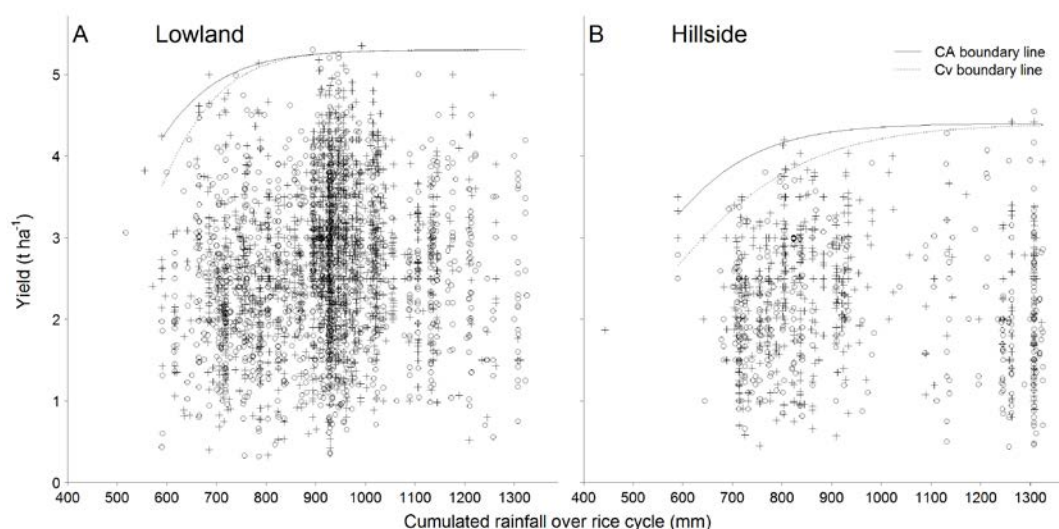 A Lowland
B Hillside
CA boundary line
Cv boundary line
Yield (t ha⁻¹)
5
4
3
2
1
0
400 500 600 700 800 900 1000 1100 1200 1300
400 500 600 700 800 900 1000 1100 1200 1300
Cumulated rainfall over rice cycle (mm)